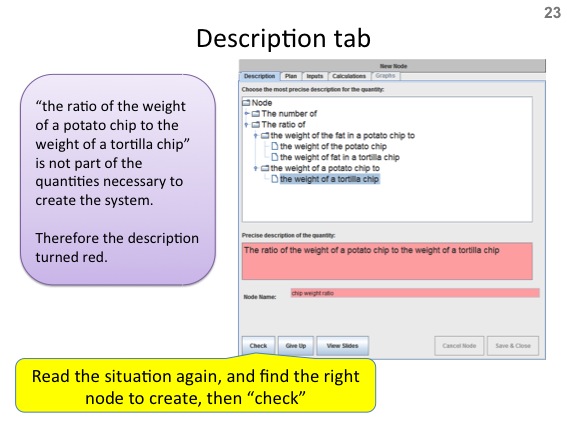 23
Description tab
"the ratio of the weight
of a potato chip to the
weight of a tortilla chip"
is not part of the
quantities necessary to
create the system.
Therefore the description
turned red.
New Node
Description Plan Inputs Calculations Graphs
Choose the most precise description for the quantity:
Node
The number of
The ratio of
the weight of the fat in a potato chip to
the weight of the potato chip
the weight of fat in a tortilla chip
the weight of a potato chip to
the weight of a tortilla chip
Precise description of the quantity:
The ratio of the weight of a potato chip to the weight of a tortilla chip
Node Name: chip weight ratio
Check Give Up View Slides Cancel Node Save & Close
Read the situation again, and find the right
node to create, then "check"